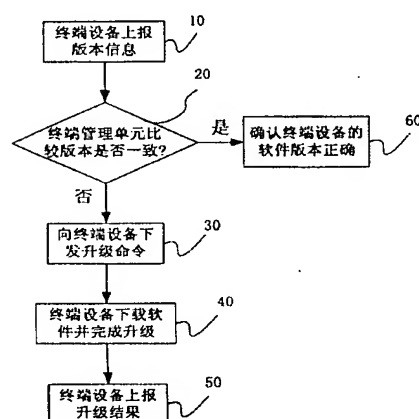 终端设备上报
版本信息
10
20
终端管理单元比
较版本是否一致?
是
确认终端设备的
软件版本正确
60
否
向终端设备下
发升级命令
30
终端设备下载软
件并完成升级
40
终端设备上报
升级结果
50